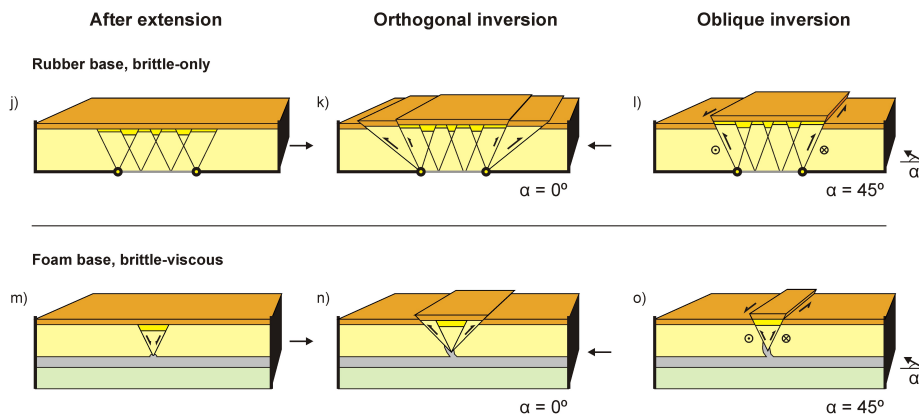 After extension
Orthogonal inversion
Oblique inversion
Rubber base, brittle-only
j)
k)
l)
α
α = 0º
α = 45º
Foam base, brittle-viscous
m)
n)
o)
α
α = 0º
α = 45º